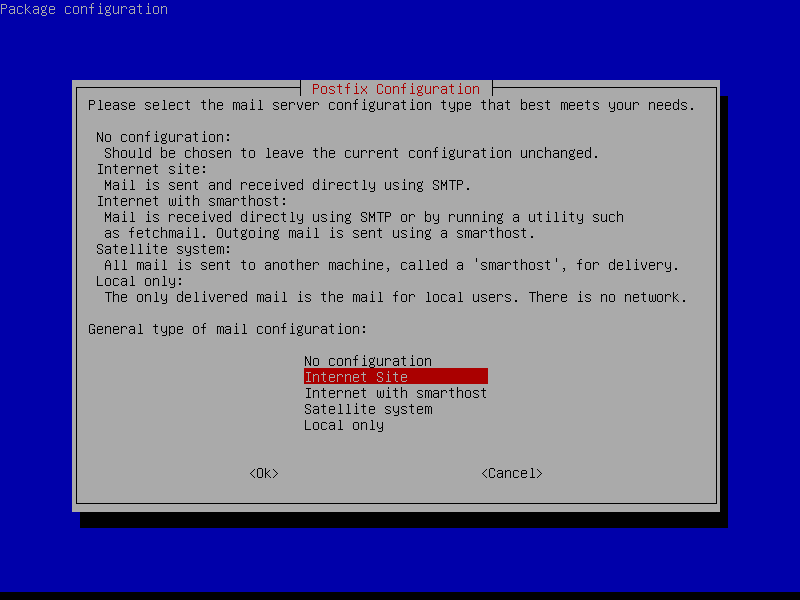 Package configuration
Postfix Configuration
Please select the mail server configuration type that best meets your needs.
No configuration:
Should be chosen to leave the current configuration unchanged.
Internet site:
Mail is sent and received directly using SMTP.
Internet with smarthost:
Mail is received directly using SMTP or by running a utility such
as fetchmail. Outgoing mail is sent using a smarthost.
Satellite system:
All mail is sent to another machine, called a 'smarthost', for delivery.
Local only:
The only delivered mail is the mail for local users. There is no network.
General type of mail configuration:
No configuration
Internet Site
Internet with smarthost
Satellite system
Local only
<Ok> <Cancel>